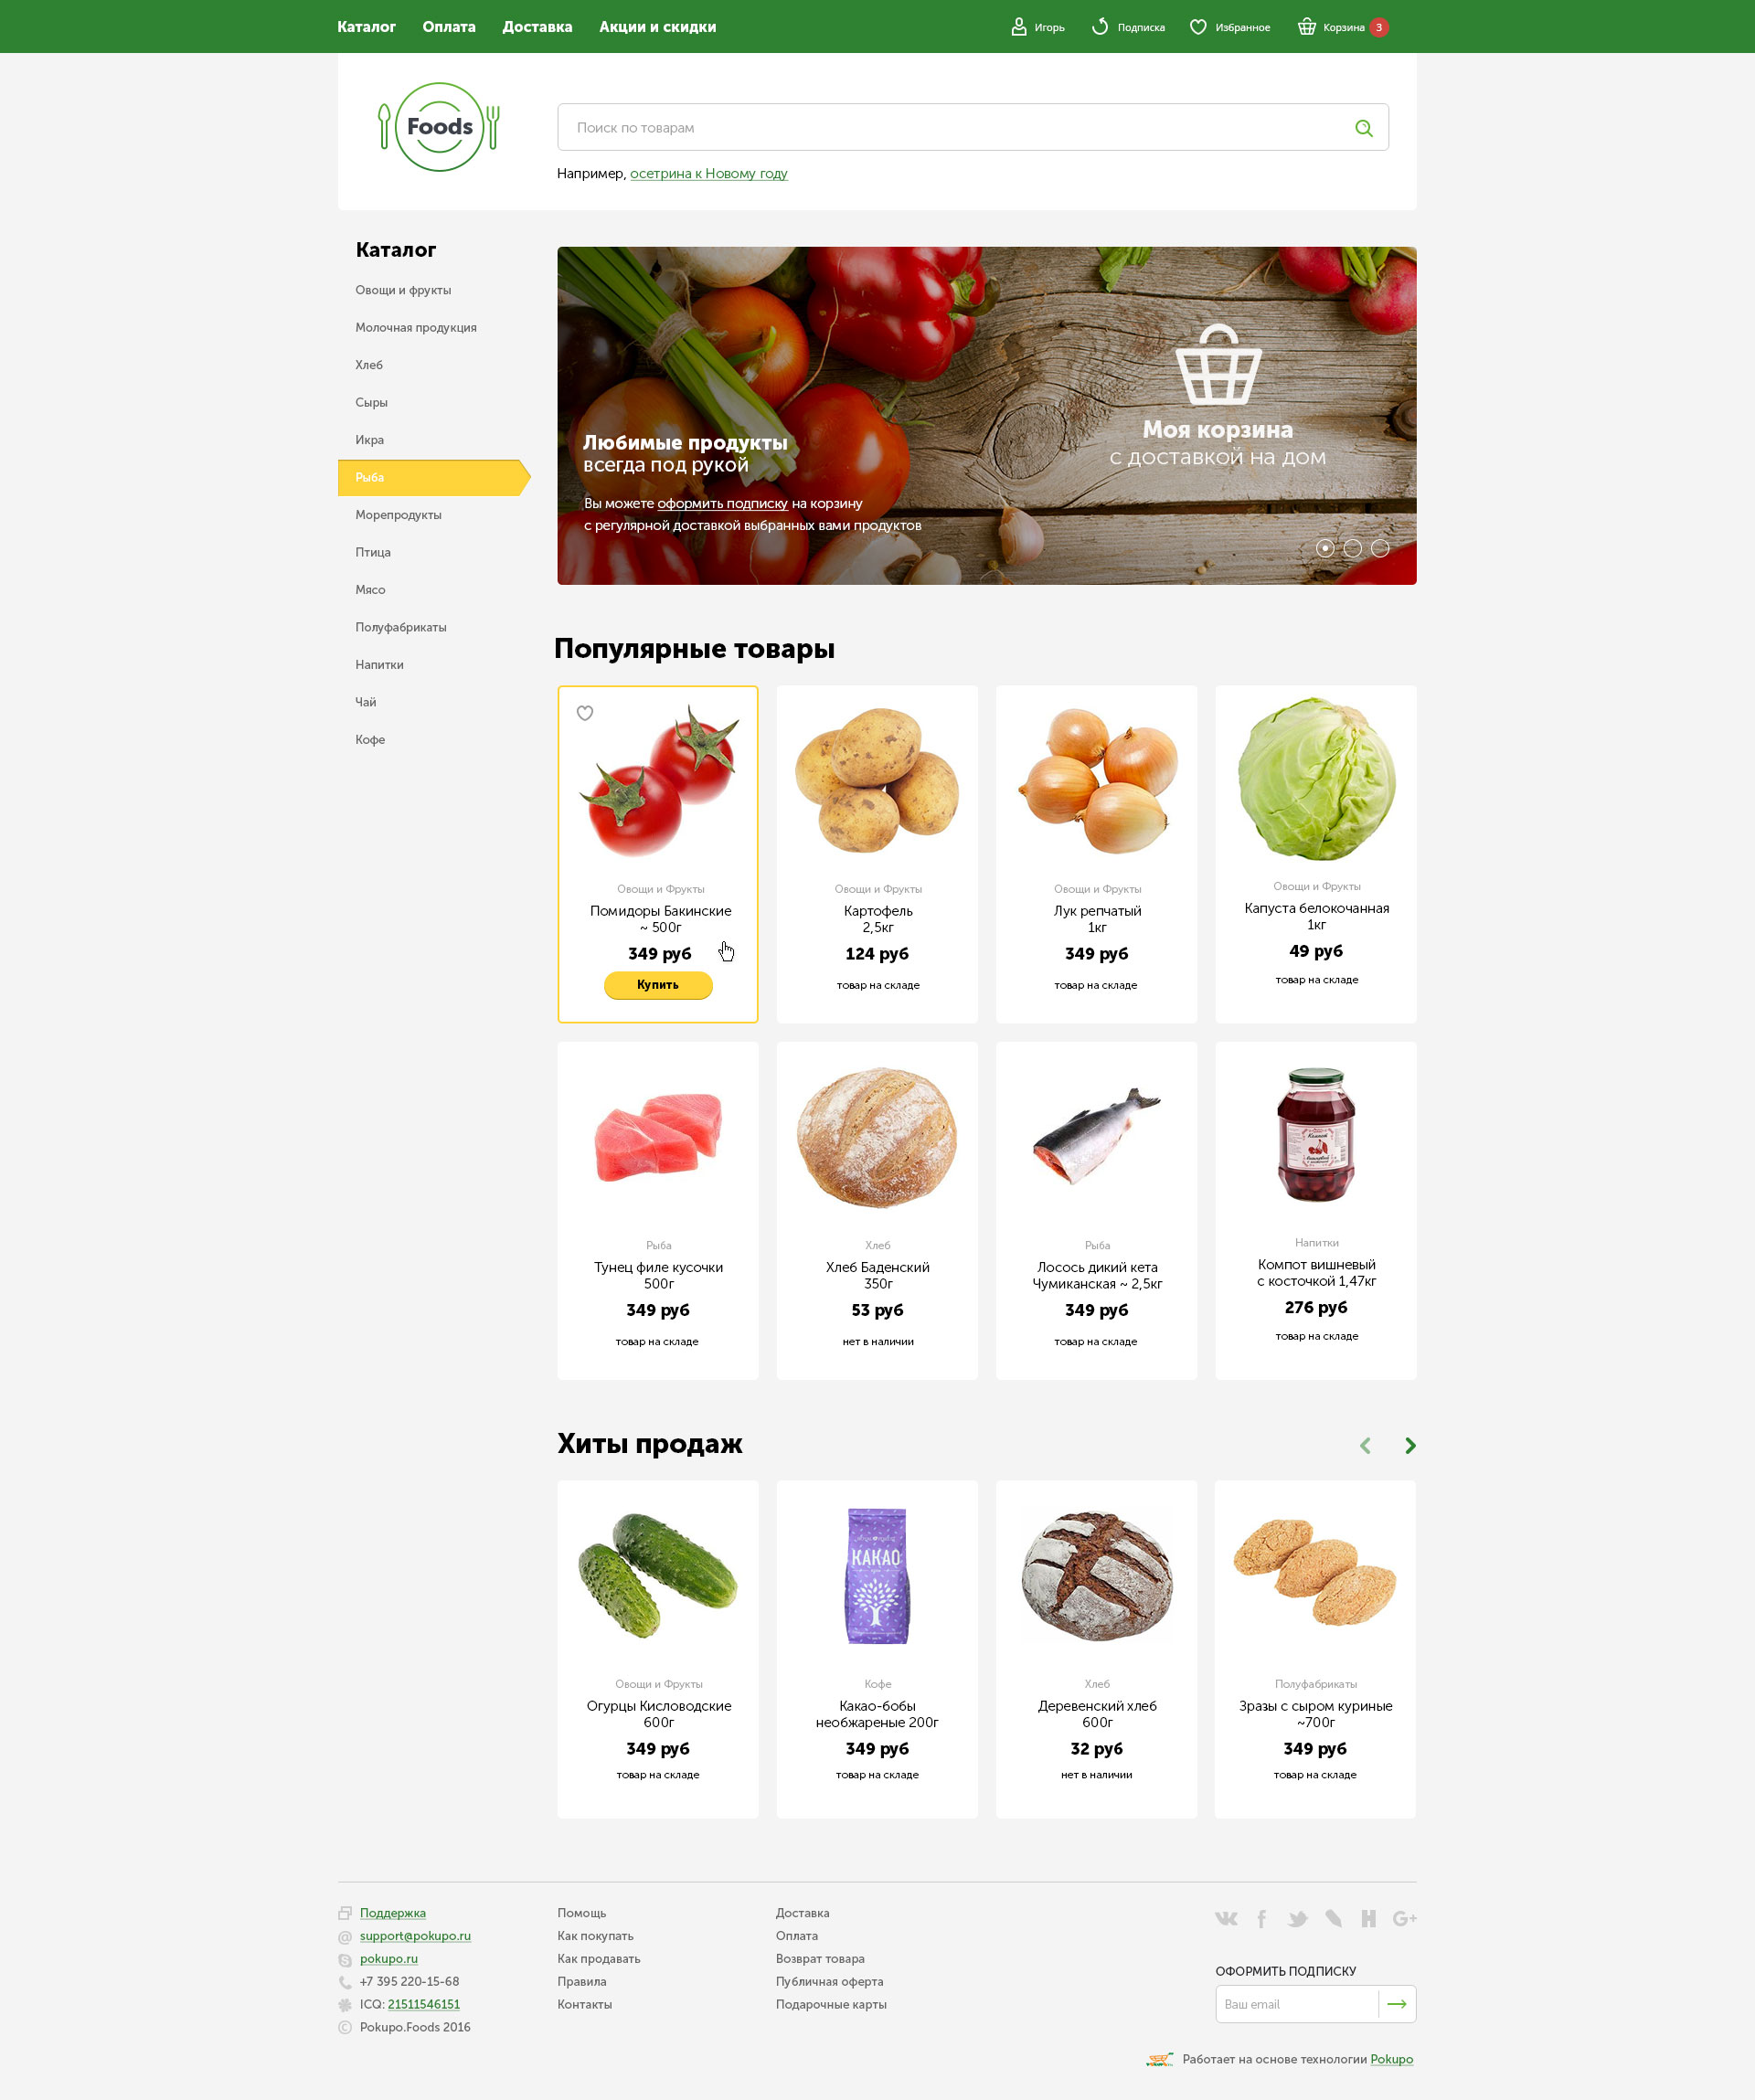 Каталог Оплата Доставка Акции и скидки Игорь Подписка Избранное Корзина 3
Foods
Поиск по товарам
Например, осетрина к Новому году
Каталог
Овощи и фрукты
Молочная продукция
Хлеб
Сыры
Икра
Рыба
Морепродукты
Птица
Мясо
Полуфабрикаты
Напитки
Чай
Кофе
Любимые продукты
всегда под рукой
Вы можете оформить подписку на корзину
с регулярной доставкой выбранных вами продуктов
Моя корзина
с доставкой на дом
Популярные товары
Овощи и Фрукты
Помидоры Бакинские
~ 500г
349 руб
Купить
Овощи и Фрукты
Картофель
2,5кг
124 руб
товар на складе
Овощи и Фрукты
Лук репчатый
1кг
349 руб
товар на складе
Овощи и Фрукты
Капуста белокочанная
1кг
49 руб
товар на складе
Рыба
Тунец филе кусочки
500г
349 руб
товар на складе
Хлеб
Хлеб Баденский
350г
53 руб
нет в наличии
Рыба
Лосось дикий кета
Чумиканская ~ 2,5кг
349 руб
товар на складе
Компот
Напитки
Компот вишневый
с косточкой 1,47кг
276 руб
товар на складе
Хиты продаж
Овощи и Фрукты
Огурцы Кисловодские
600г
349 руб
товар на складе
КАКАО
Кофе
Какао-бобы
необжареные 200г
349 руб
товар на складе
Хлеб
Деревенский хлеб
600г
32 руб
нет в наличии
Полуфабрикаты
Зразы с сыром куриные
~700г
349 руб
товар на складе
Поддержка
support@pokupo.ru
pokupo.ru
+7 395 220-15-68
ICQ: 21511546151
© Pokupo.Foods 2016
Помощь
Как покупать
Как продавать
Правила
Контакты
Доставка
Оплата
Возврат товара
Публичная оферта
Подарочные карты
G+
ОФОРМИТЬ ПОДПИСКУ
Ваш email
Работает на основе технологии Pokupo